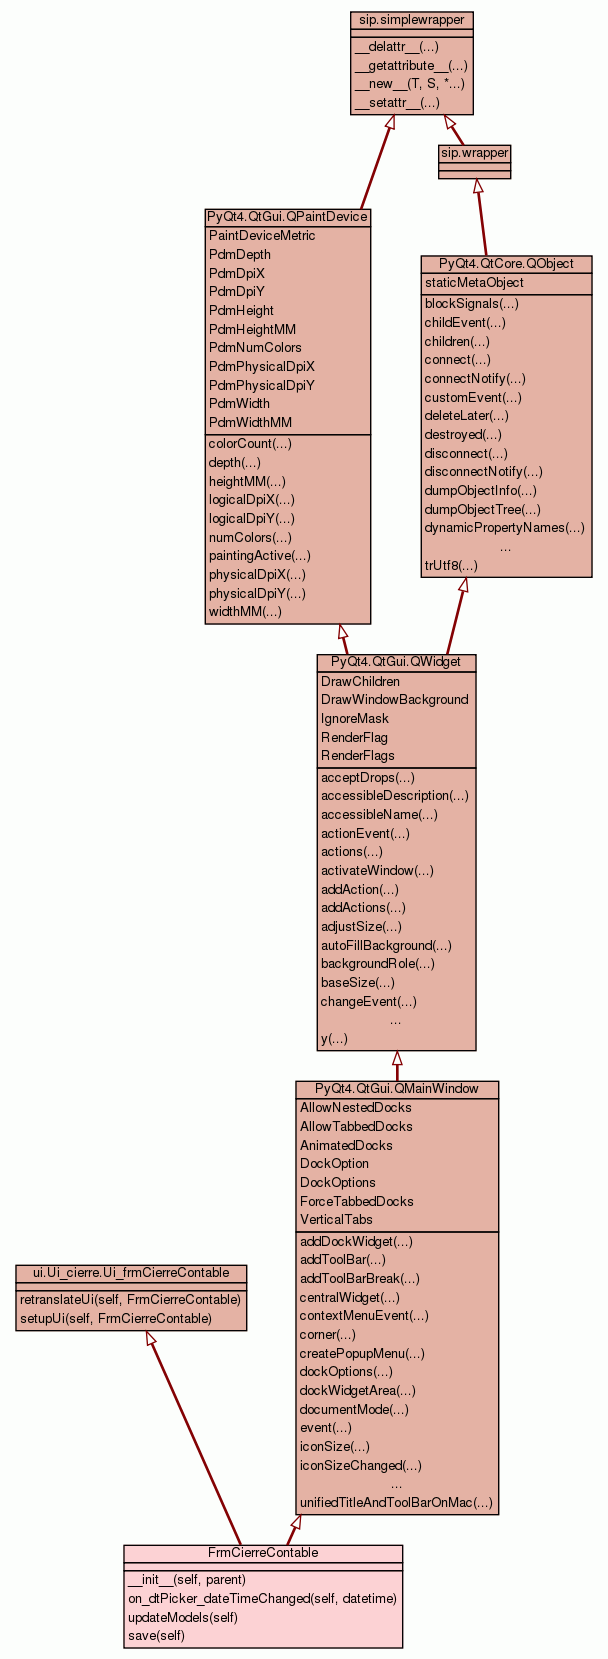 sip.simplewrapper
__delattr__(...)
__getattribute__(...)
__new__(T, S, *...)
__setattr__(...)
sip.wrapper
PyQt4.QtGui.QPaintDevice
PaintDeviceMetric
PdmDepth
PdmDpiX
PdmDpiY
PdmHeight
PdmHeightMM
PdmNumColors
PdmPhysicalDpiX
PdmPhysicalDpiY
PdmWidth
PdmWidthMM
colorCount(...)
depth(...)
heightMM(...)
logicalDpiX(...)
logicalDpiY(...)
numColors(...)
paintingActive(...)
physicalDpiX(...)
physicalDpiY(...)
widthMM(...)
PyQt4.QtCore.QObject
staticMetaObject
blockSignals(...)
childEvent(...)
children(...)
connect(...)
connectNotify(...)
customEvent(...)
deleteLater(...)
destroyed(...)
disconnect(...)
disconnectNotify(...)
dumpObjectInfo(...)
dumpObjectTree(...)
dynamicPropertyNames(...)
...
trUtf8(...)
PyQt4.QtGui.QWidget
DrawChildren
DrawWindowBackground
IgnoreMask
RenderFlag
RenderFlags
acceptDrops(...)
accessibleDescription(...)
accessibleName(...)
actionEvent(...)
actions(...)
activateWindow(...)
addAction(...)
addActions(...)
adjustSize(...)
autoFillBackground(...)
backgroundRole(...)
baseSize(...)
changeEvent(...)
...
y(...)
PyQt4.QtGui.QMainWindow
AllowNestedDocks
AllowTabbedDocks
AnimatedDocks
DockOption
DockOptions
ForceTabbedDocks
VerticalTabs
addDockWidget(...)
addToolBar(...)
addToolBarBreak(...)
centralWidget(...)
contextMenuEvent(...)
corner(...)
createPopupMenu(...)
dockOptions(...)
dockWidgetArea(...)
documentMode(...)
event(...)
iconSize(...)
iconSizeChanged(...)
...
unifiedTitleAndToolBarOnMac(...)
ui.Ui_cierre.Ui_frmCierreContable
retranslateUi(self, FrmCierreContable)
setupUi(self, FrmCierreContable)
FrmCierreContable
__init__(self, parent)
on_dtPicker_dateTimeChanged(self, datetime)
updateModels(self)
save(self)